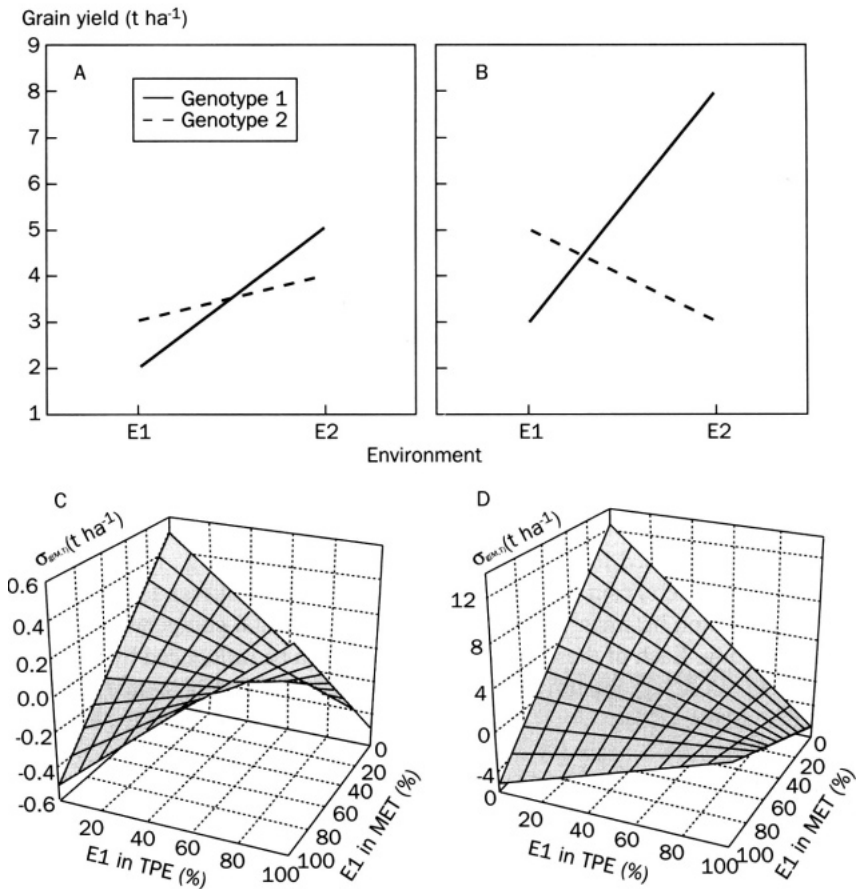 Grain yield (t ha⁻¹)
A
Genotype 1
Genotype 2
9
8
7
6
5
4
3
2
1
E1
E2
B
E1
E2
Environment
C
(t ha⁻¹)
0.6
0.4
0.2
0.0
-0.2
-0.4
-0.6
20
40
60
80
100
E1 in TPE (%)
0
20
40
60
80
100
E1 in MET (%)
D
(t ha⁻¹)
12
8
4
0
-4
0
20
40
60
80
100
E1 in TPE (%)
0
20
40
60
80
100
E1 in MET (%)